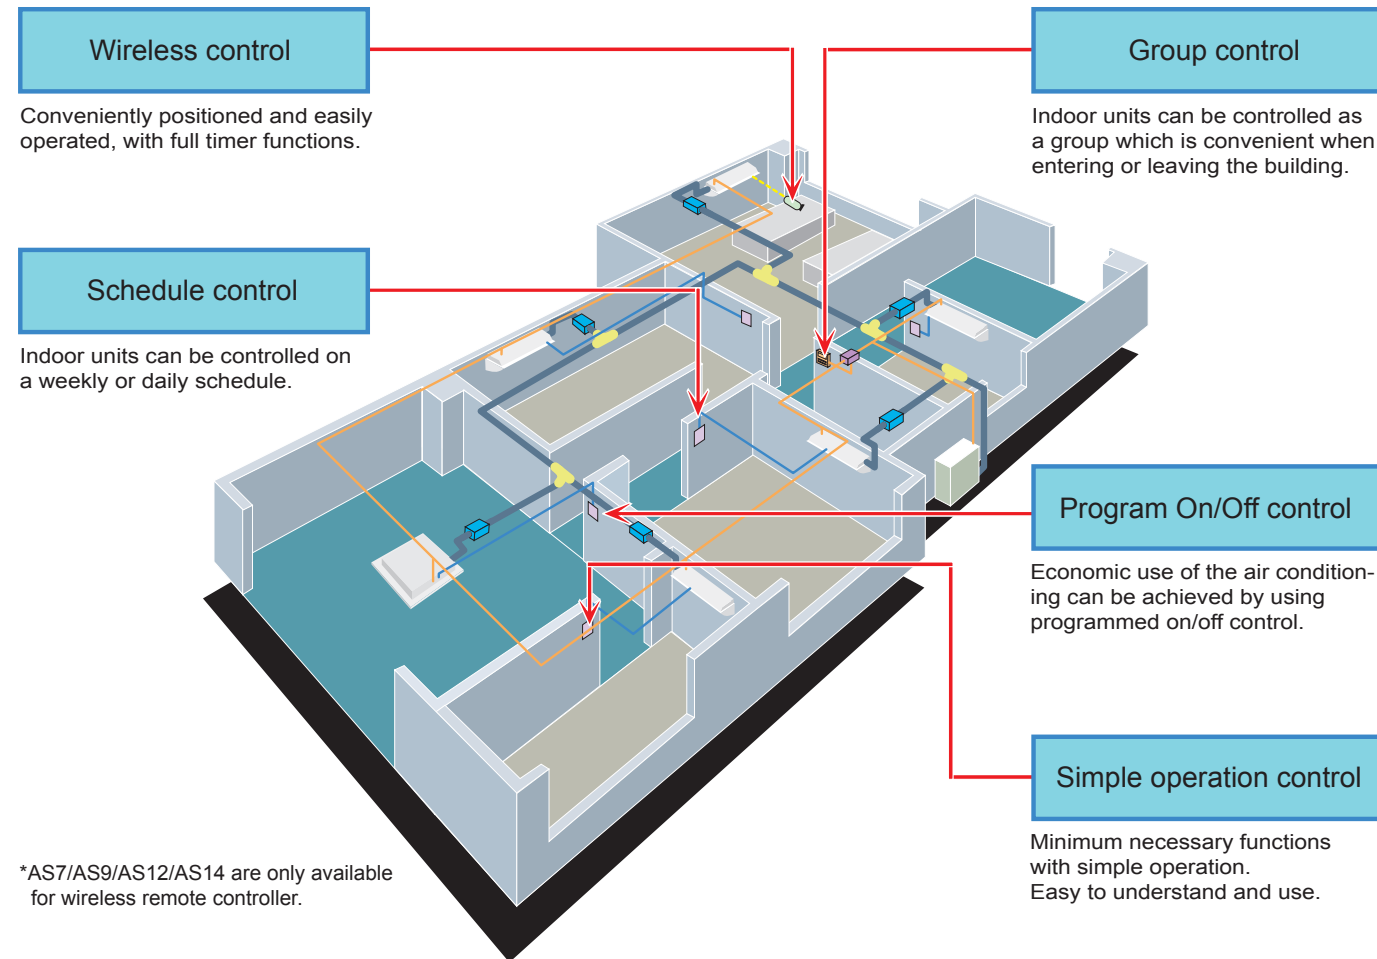 Wireless control
Conveniently positioned and easily
operated, with full timer functions.
Schedule control
Indoor units can be controlled on
a weekly or daily schedule.
Group control
Indoor units can be controlled as
a group which is convenient when
entering or leaving the building.
Program On/Off control
Economic use of the air condition-
ing can be achieved by using
programmed on/off control.
Simple operation control
Minimum necessary functions
with simple operation.
Easy to understand and use.
*AS7/AS9/AS12/AS14 are only available
for wireless remote controller.